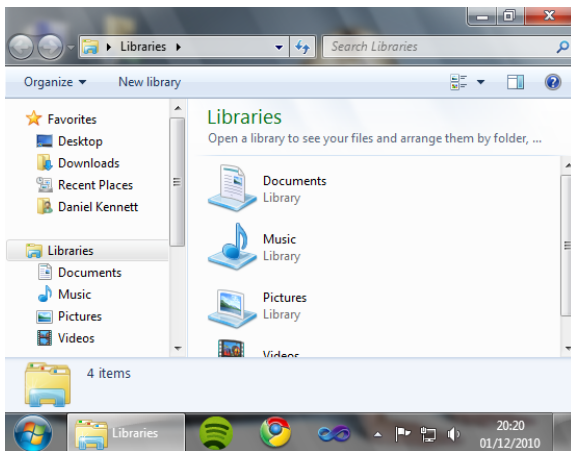 Libraries
Search Libraries
Organize
New library
Favorites
Desktop
Downloads
Recent Places
Daniel Kennett
Libraries
Documents
Music
Pictures
Videos
Libraries
Open a library to see your files and arrange them by folder, ...
Documents
Library
Music
Library
Pictures
Library
Videos
4 items
Libraries
20:20
01/12/2010